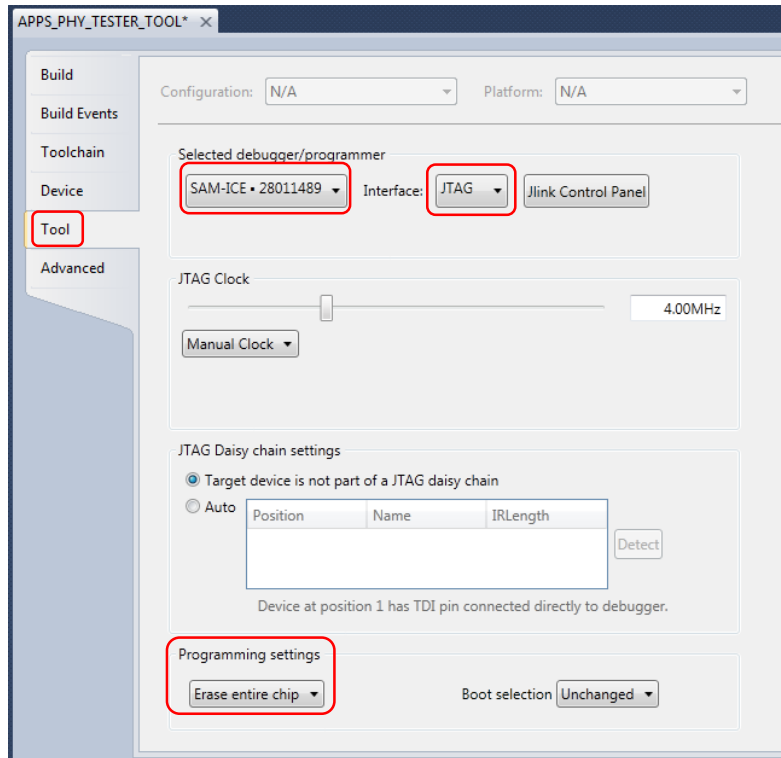 APPS_PHY_TESTER_TOOL*
Build
Build Events
Toolchain
Device
Tool
Advanced
Configuration: N/A Platform: N/A
Selected debugger/programmer
SAM-ICE • 28011489 Interface: JTAG Jlink Control Panel
JTAG Clock
4.00MHz
Manual Clock
JTAG Daisy chain settings
Target device is not part of a JTAG daisy chain
Auto
Position Name IRLength
Detect
Device at position 1 has TDI pin connected directly to debugger.
Programming settings
Erase entire chip Boot selection Unchanged